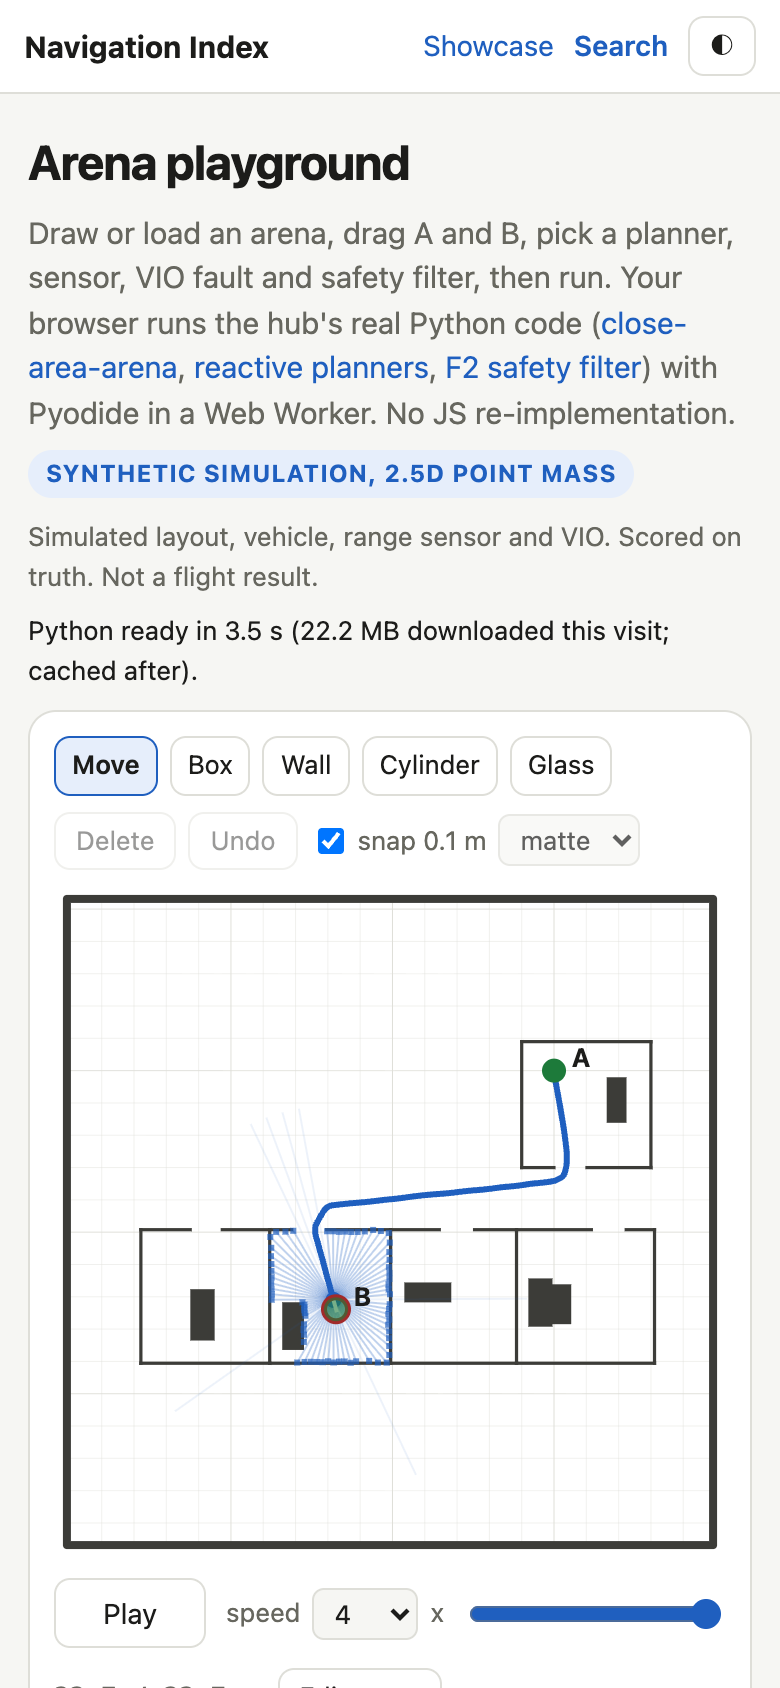 Navigation Index Showcase Search
Arena playground
Draw or load an arena, drag A and B, pick a planner,
sensor, VIO fault and safety filter, then run. Your
browser runs the hub's real Python code (close-
area-arena, reactive planners, F2 safety filter) with
Pyodide in a Web Worker. No JS re-implementation.
SYNTHETIC SIMULATION, 2.5D POINT MASS
Simulated layout, vehicle, range sensor and VIO. Scored on
truth. Not a flight result.
Python ready in 3.5 s (22.2 MB downloaded this visit;
cached after).
Move Box Wall Cylinder Glass
Delete Undo snap 0.1 m matte
A
B
Play speed 4 x